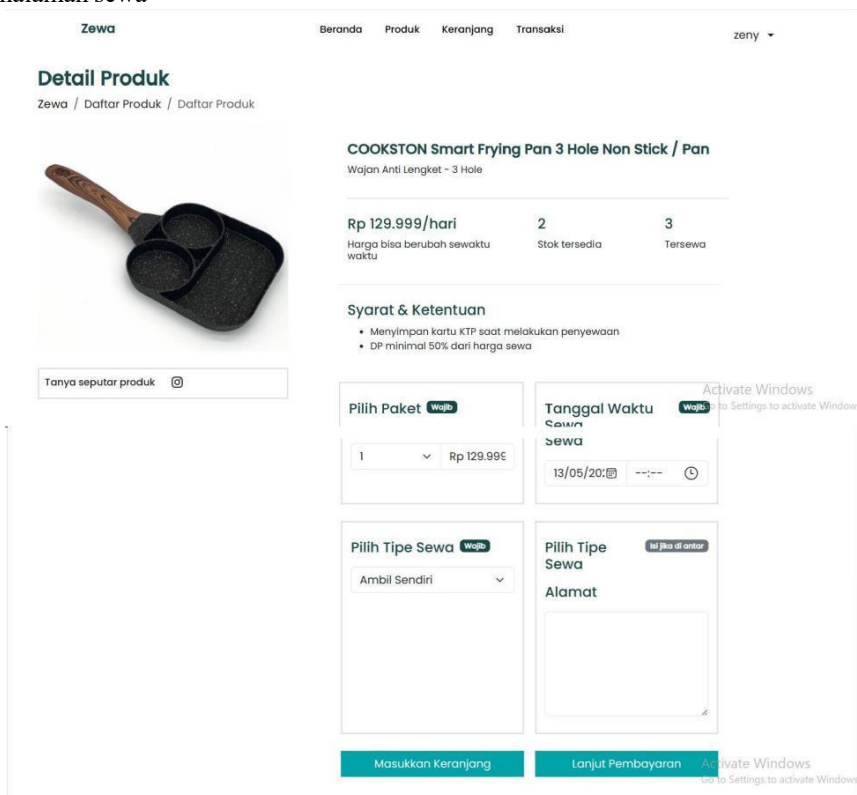 halaman sewa
Zewa Beranda Produk Keranjang Transaksi zeny
Detail Produk
Zewa / Daftar Produk / Daftar Produk
COOKSTON Smart Frying Pan 3 Hole Non Stick / Pan
Wajan Anti Lengket - 3 Hole
Rp 129.999/hari 2 3
Harga bisa berubah sewaktu Stok tersedia Tersewa
waktu
Syarat & Ketentuan
• Menyimpan kartu KTP saat melakukan penyewaan
• DP minimal 50% dari harga sewa
Tanya seputar produk
Activate Windows
to Settings to activate Window
Pilih Paket Wajib Tanggal Waktu Wajib
Sewa
Sewa
1 Rp 129.999
13/05/20 --:--
Pilih Tipe Sewa Wajib Pilih Tipe Isi jika di antar
Sewa
Ambil Sendiri
Alamat
Masukkan Keranjang Lanjut Pembayaran
Activate Windows
Go to Settings to activate Windows